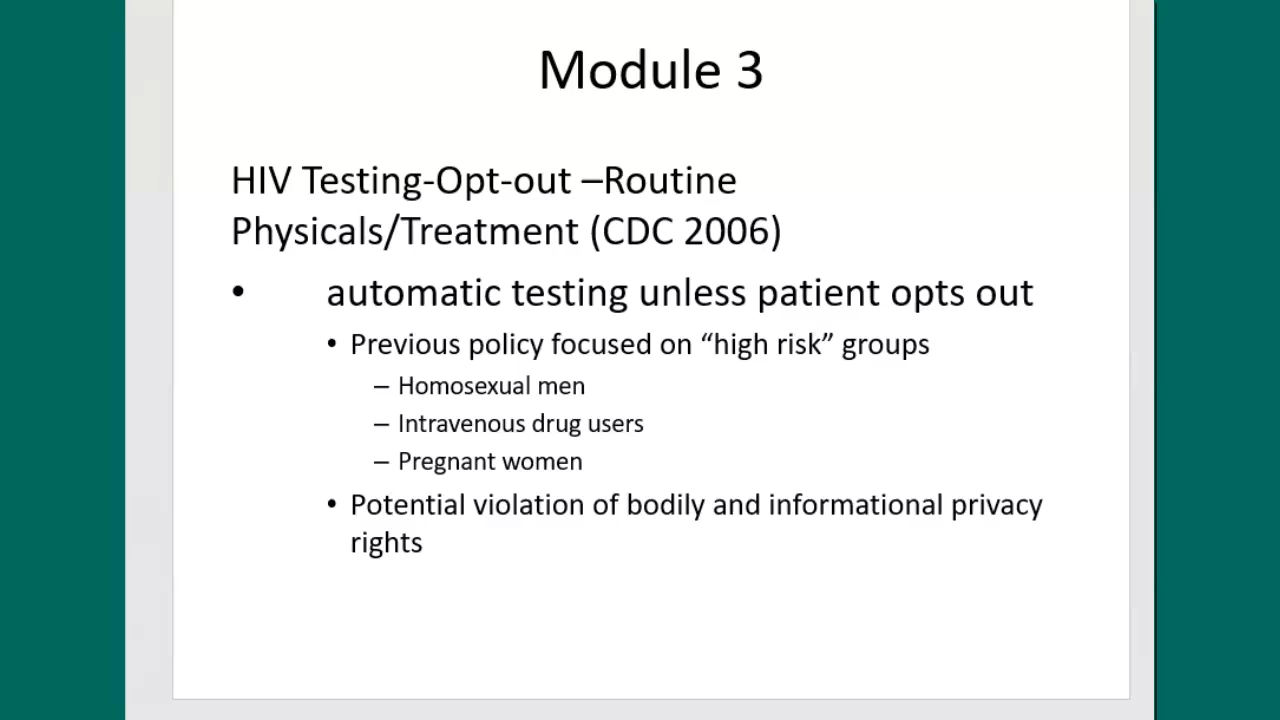 Module 3
HIV Testing-Opt-out –Routine
Physicals/Treatment (CDC 2006)
• automatic testing unless patient opts out
• Previous policy focused on “high risk” groups
– Homosexual men
– Intravenous drug users
– Pregnant women
• Potential violation of bodily and informational privacy
rights